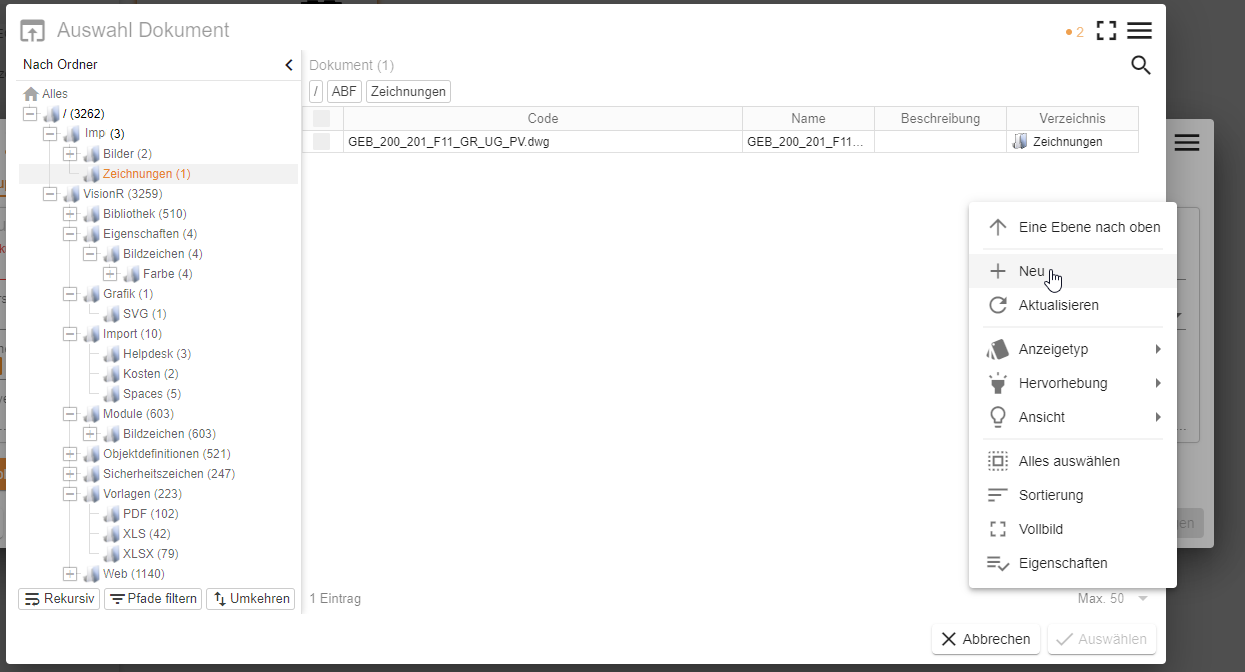 Auswahl Dokument
2
Nach Ordner
Dokument (1)
/ ABF Zeichnungen
Alles
/ (3262)
Imp (3)
Bilder (2)
Zeichnungen (1)
VisionR (3259)
Bibliothek (510)
Eigenschaften (4)
Bildzeichen (4)
Farbe (4)
Grafik (1)
SVG (1)
Import (10)
Helpdesk (3)
Kosten (2)
Spaces (5)
Module (603)
Bildzeichen (603)
Objektdefinitionen (521)
Sicherheitszeichen (247)
Vorlagen (223)
PDF (102)
XLS (42)
XLSX (79)
Web (1140)
Rekursiv Pfade filtern Umkehren
Code Name Beschreibung Verzeichnis
GEB_200_201_F11_GR_UG_PV.dwg GEB_200_201_F11... Zeichnungen
Eine Ebene nach oben
Neu
Aktualisieren
Anzeigetyp
Hervorhebung
Ansicht
Alles auswählen
Sortierung
Vollbild
Eigenschaften
1 Eintrag
Max. 50
Abbrechen Auswählen